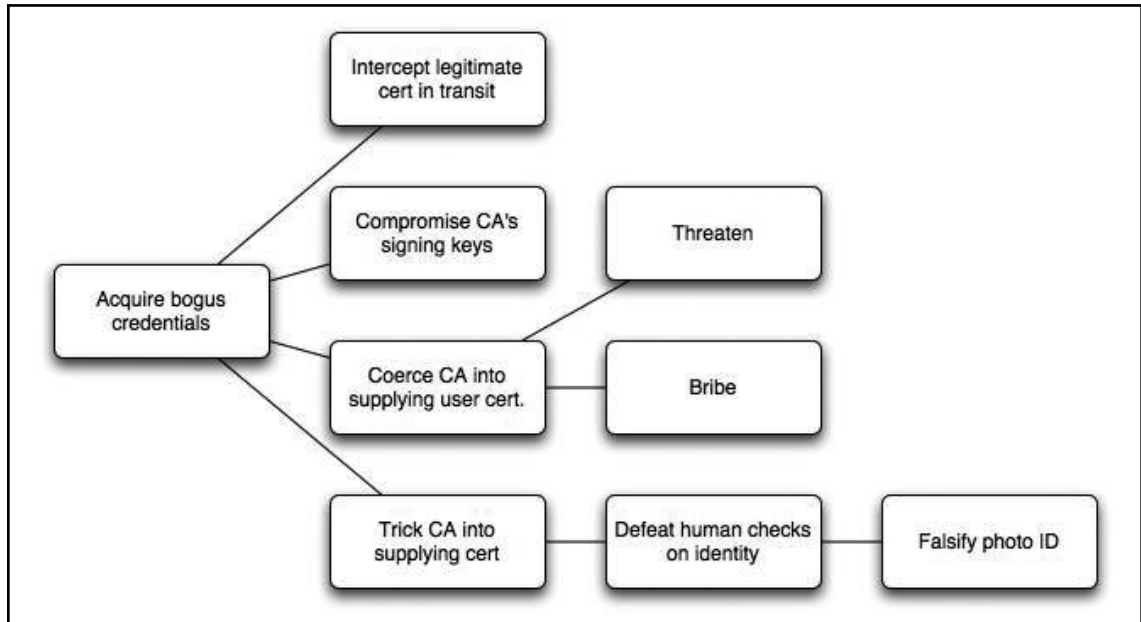 Intercept legitimate
cert in transit
Compromise CA's
signing keys
Threaten
Acquire bogus
credentials
Coerce CA into
supplying user cert.
Bribe
Trick CA into
supplying cert
Defeat human checks
on identity
Falsify photo ID